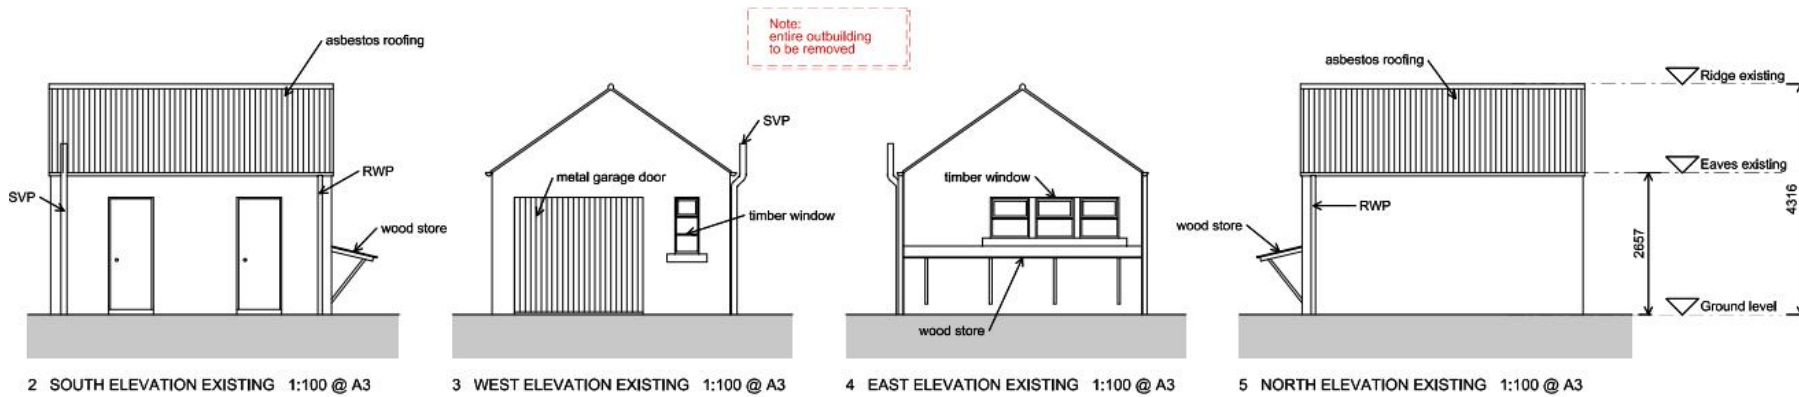 Note:
entire outbuilding
to be removed
asbestos roofing
SVP
RWP
wood store
2 SOUTH ELEVATION EXISTING 1:100 @ A3
SVP
metal garage door
timber window
3 WEST ELEVATION EXISTING 1:100 @ A3
timber window
wood store
4 EAST ELEVATION EXISTING 1:100 @ A3
asbestos roofing
wood store
RWP
5 NORTH ELEVATION EXISTING 1:100 @ A3
Ridge existing
Eaves existing
Ground level
2657
4316